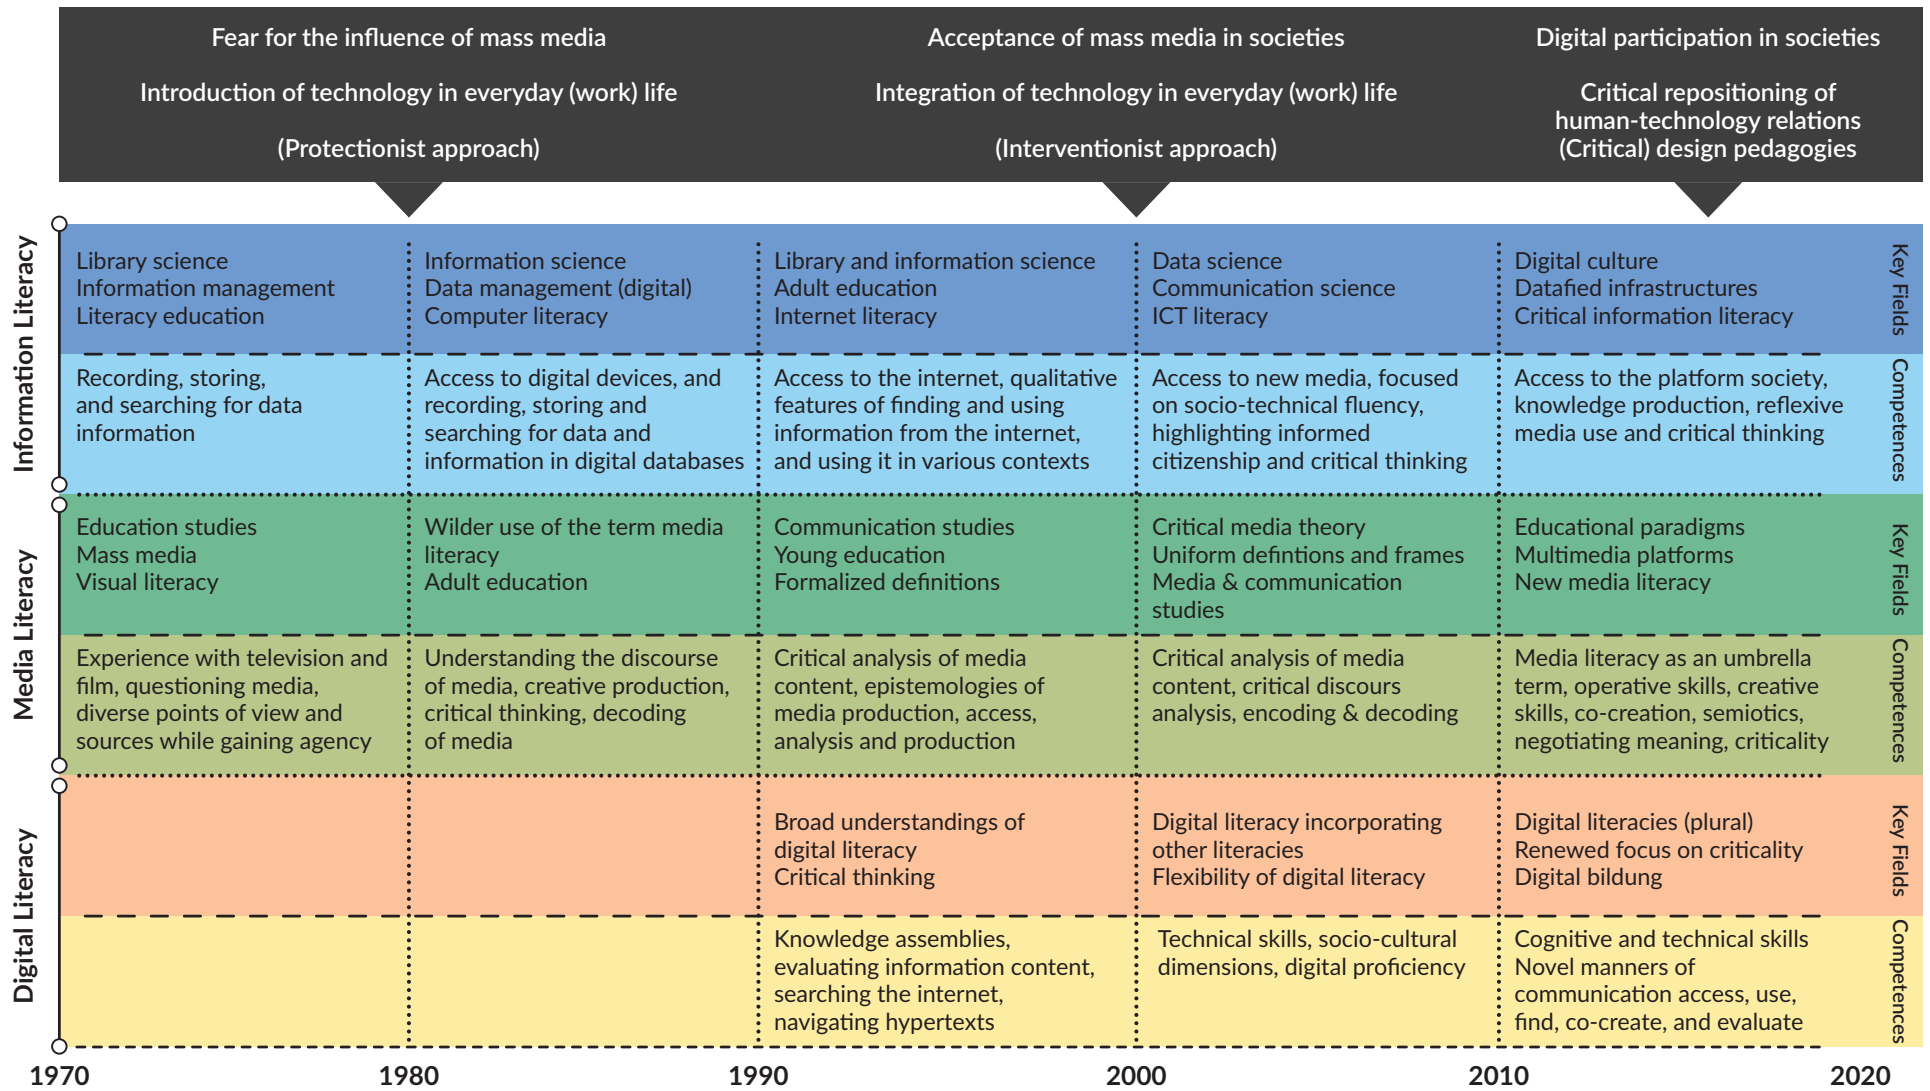 Fear for the influence of mass media
Introduction of technology in everyday (work) life
(Protectionist approach)
Acceptance of mass media in societies
Integration of technology in everyday (work) life
(Interventionist approach)
Digital participation in societies
Critical repositioning of
human-technology relations
(Critical) design pedagogies
Information Literacy
Library science
Information management
Literacy education
Information science
Data management (digital)
Computer literacy
Library and information science
Adult education
Internet literacy
Data science
Communication science
ICT literacy
Digital culture
Datafied infrastructures
Critical information literacy
Key Fields
Recording, storing,
and searching for data
information
Access to digital devices, and
recording, storing and
searching for data and
information in digital databases
Access to the internet, qualitative
features of finding and using
information from the internet,
and using it in various contexts
Access to new media, focused
on socio-technical fluency,
highlighting informed
citizenship and critical thinking
Access to the platform society,
knowledge production, reflexive
media use and critical thinking
Competences
Media Literacy
Education studies
Mass media
Visual literacy
Wilder use of the term media
literacy
Adult education
Communication studies
Young education
Formalized definitions
Critical media theory
Uniform defintions and frames
Media & communication
studies
Educational paradigms
Multimedia platforms
New media literacy
Key Fields
Experience with television and
film, questioning media,
diverse points of view and
sources while gaining agency
Understanding the discourse
of media, creative production,
critical thinking, decoding
of media
Critical analysis of media
content, epistemologies of
media production, access,
analysis and production
Critical analysis of media
content, critical discours
analysis, encoding & decoding
Media literacy as an umbrella
term, operative skills, creative
skills, co-creation, semiotics,
negotiating meaning, criticality
Competences
Digital Literacy
Broad understandings of
digital literacy
Critical thinking
Digital literacy incorporating
other literacies
Flexibility of digital literacy
Digital literacies (plural)
Renewed focus on criticality
Digital bildung
Key Fields
Knowledge assemblies,
evaluating information content,
searching the internet,
navigating hypertexts
Technical skills, socio-cultural
dimensions, digital proficiency
Cognitive and technical skills
Novel manners of
communication access, use,
find, co-create, and evaluate
Competences
1970
1980
1990
2000
2010
2020